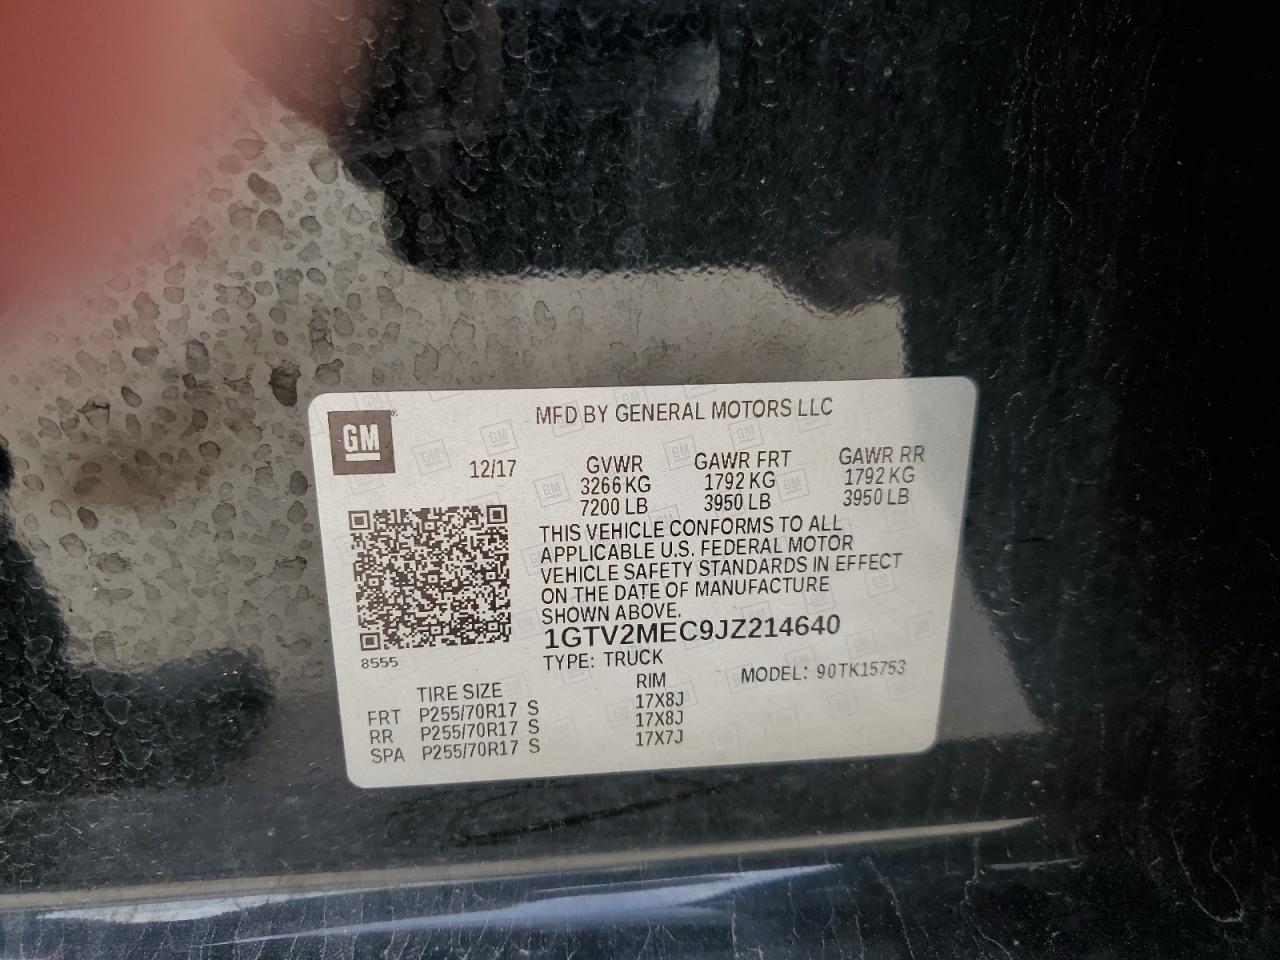 GM
MFD BY GENERAL MOTORS LLC
12/17 GVWR GAWR FRT GAWR RR
3266 KG 1792 KG 1792 KG
7200 LB 3950 LB 3950 LB
THIS VEHICLE CONFORMS TO ALL
APPLICABLE U.S. FEDERAL MOTOR
VEHICLE SAFETY STANDARDS IN EFFECT
ON THE DATE OF MANUFACTURE
SHOWN ABOVE.
1GTV2MEC9JZ214640
8555
TYPE: TRUCK MODEL: 90TK15753
TIRE SIZE RIM
FRT P255/70R17 S 17X8J
RR P255/70R17 S 17X8J
SPA P255/70R17 S 17X7J